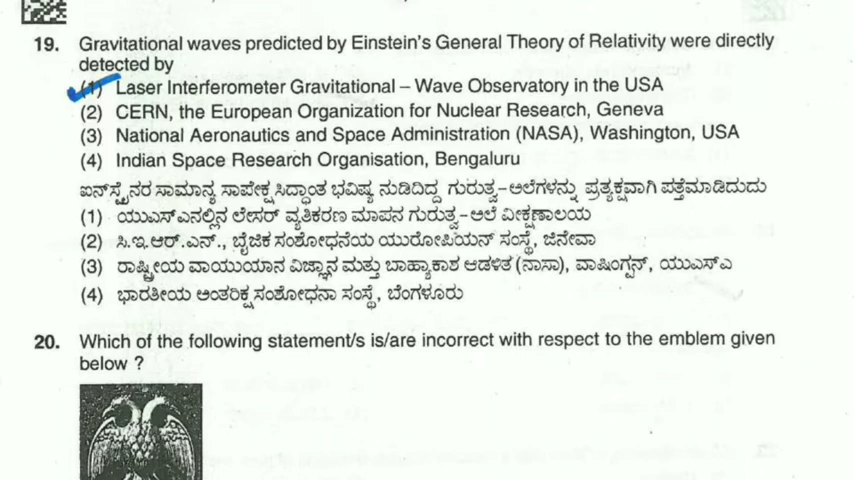 19. Gravitational waves predicted by Einstein's General Theory of Relativity were directly
detected by
(1) Laser Interferometer Gravitational – Wave Observatory in the USA
(2) CERN, the European Organization for Nuclear Research, Geneva
(3) National Aeronautics and Space Administration (NASA), Washington, USA
(4) Indian Space Research Organisation, Bengaluru
ಐನ್‌ಸ್ಟೈನರ ಸಾಮಾನ್ಯ ಸಾಪೇಕ್ಷ ಸಿದ್ಧಾಂತ ಭವಿಷ್ಯ ನುಡಿದಿದ್ದ ಗುರುತ್ವ–ಅಲೆಗಳನ್ನು ಪ್ರತ್ಯಕ್ಷವಾಗಿ ಪತ್ತೆಮಾಡಿದುದು
(1) ಯುಎಸ್‌ಎನಲ್ಲಿನ ಲೇಸರ್ ವ್ಯತಿಕರಣ ಮಾಪನ ಗುರುತ್ವ–ಅಲೆ ವೀಕ್ಷಣಾಲಯ
(2) ಸಿ.ಇ.ಆರ್.ಎನ್., ಬೈಜಿಕ ಸಂಶೋಧನೆಯ ಯುರೋಪಿಯನ್ ಸಂಸ್ಥೆ, ಜಿನೇವಾ
(3) ರಾಷ್ಟ್ರೀಯ ವಾಯುಯಾನ ವಿಜ್ಞಾನ ಮತ್ತು ಬಾಹ್ಯಾಕಾಶ ಆಡಳಿತ (ನಾಸಾ), ವಾಷಿಂಗ್ಟನ್, ಯುಎಸ್‌ಎ
(4) ಭಾರತೀಯ ಅಂತರಿಕ್ಷ ಸಂಶೋಧನಾ ಸಂಸ್ಥೆ, ಬೆಂಗಳೂರು
20. Which of the following statement/s is/are incorrect with respect to the emblem given
below ?